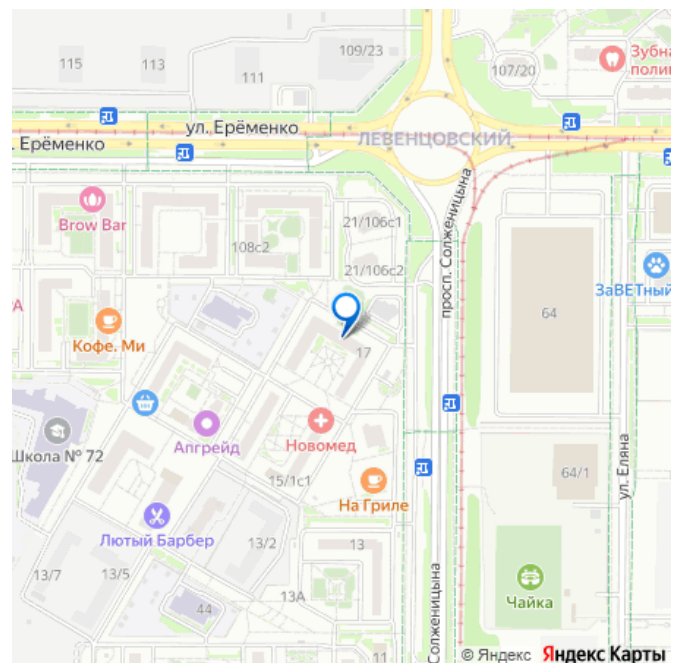 109/23
Зубна
поли
115
113
111
107/20
ул. Ерёменко
ЛЕВЕНЦОВСКИЙ
. Ерёменко
Brow Bar
21/106с1
108с2
просп. Солженицына
21/106с2
ЗаВЕТный
РА
64
Кофе. Ми
17
Апгрейд
Новомед
Школа № 72
64/1
ул. Еляна
15/1с1
На Гриле
Лютый Барбер
13/2
13
13/7
13/5
Чайка
13А
44
Солженицына
11
© Яндекс Яндекс Карты